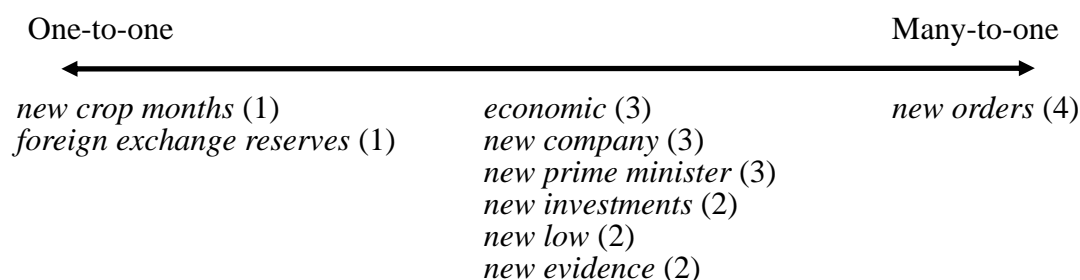 One-to-one Many-to-one
new crop months (1) economic (3) new orders (4)
foreign exchange reserves (1) new company (3)
new prime minister (3)
new investments (2)
new low (2)
new evidence (2)